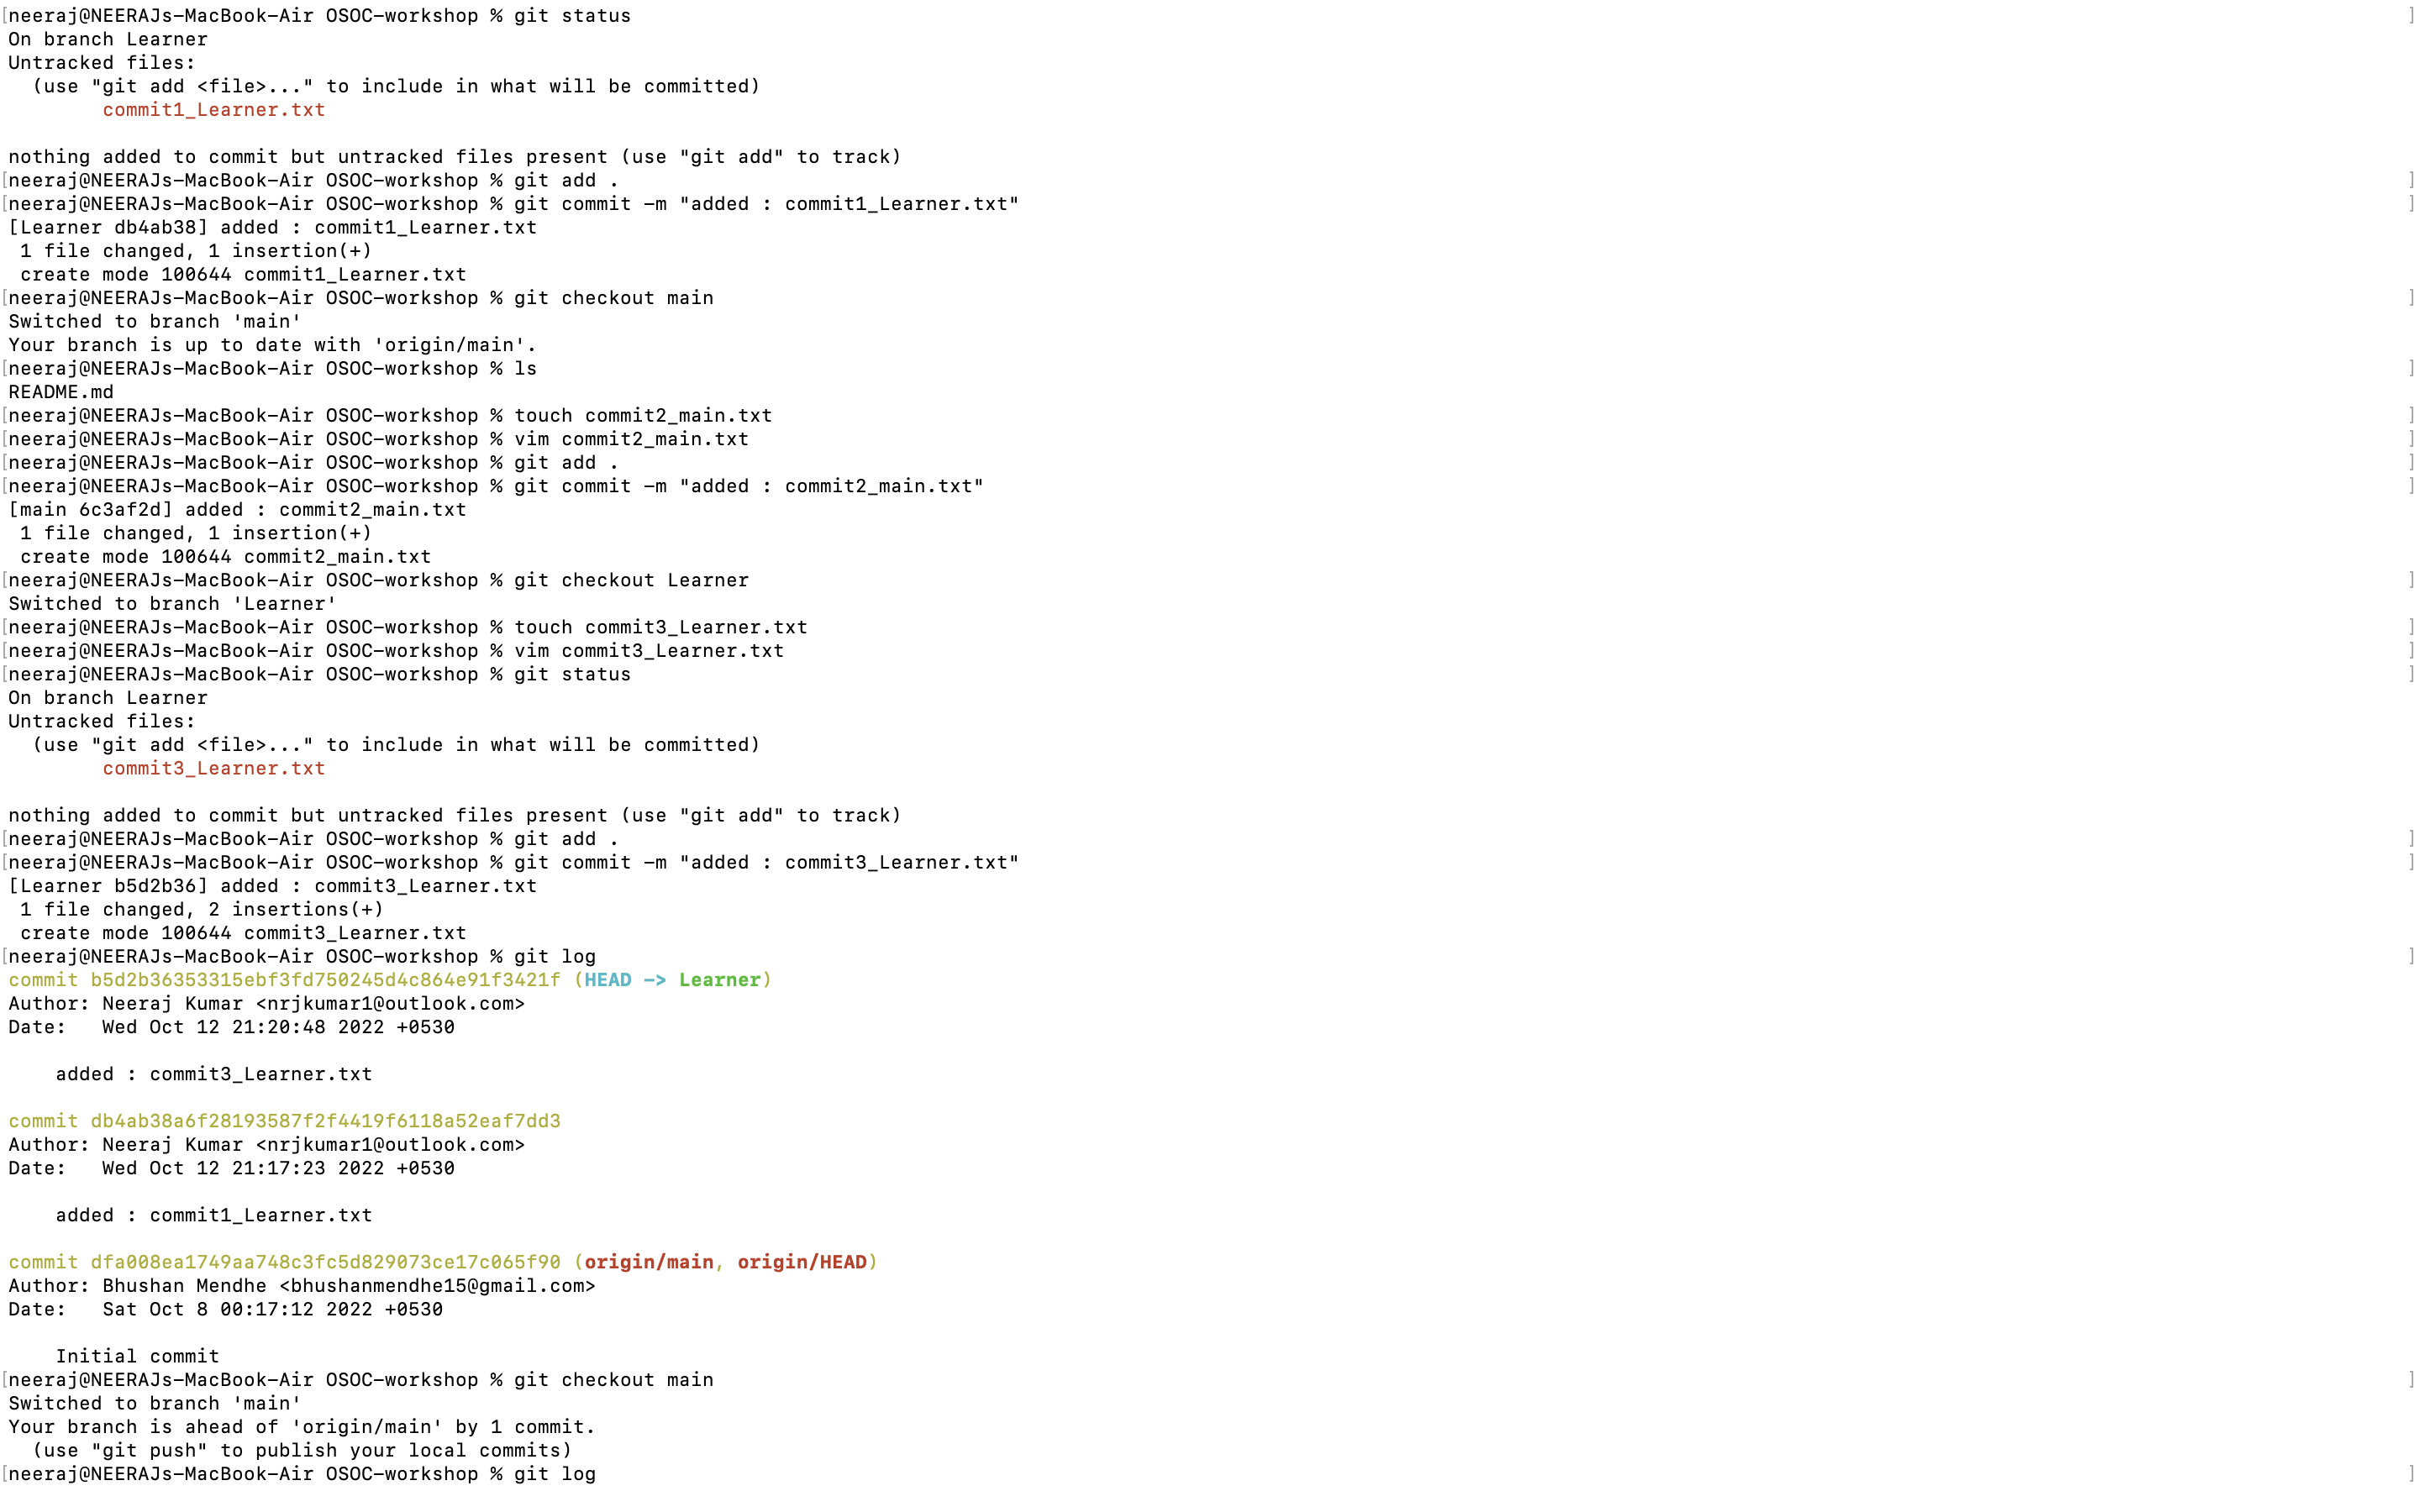 [neeraj@NEERAJs-MacBook-Air OSOC-workshop % git status ]
On branch Learner
Untracked files:
  (use "git add <file>..." to include in what will be committed)
        commit1_Learner.txt

nothing added to commit but untracked files present (use "git add" to track)
[neeraj@NEERAJs-MacBook-Air OSOC-workshop % git add . ]
[neeraj@NEERAJs-MacBook-Air OSOC-workshop % git commit -m "added : commit1_Learner.txt" ]
[Learner db4ab38] added : commit1_Learner.txt
 1 file changed, 1 insertion(+)
 create mode 100644 commit1_Learner.txt
[neeraj@NEERAJs-MacBook-Air OSOC-workshop % git checkout main ]
Switched to branch 'main'
Your branch is up to date with 'origin/main'.
[neeraj@NEERAJs-MacBook-Air OSOC-workshop % ls ]
README.md
[neeraj@NEERAJs-MacBook-Air OSOC-workshop % touch commit2_main.txt ]
[neeraj@NEERAJs-MacBook-Air OSOC-workshop % vim commit2_main.txt ]
[neeraj@NEERAJs-MacBook-Air OSOC-workshop % git add . ]
[neeraj@NEERAJs-MacBook-Air OSOC-workshop % git commit -m "added : commit2_main.txt" ]
[main 6c3af2d] added : commit2_main.txt
 1 file changed, 1 insertion(+)
 create mode 100644 commit2_main.txt
[neeraj@NEERAJs-MacBook-Air OSOC-workshop % git checkout Learner ]
Switched to branch 'Learner'
[neeraj@NEERAJs-MacBook-Air OSOC-workshop % touch commit3_Learner.txt ]
[neeraj@NEERAJs-MacBook-Air OSOC-workshop % vim commit3_Learner.txt ]
[neeraj@NEERAJs-MacBook-Air OSOC-workshop % git status ]
On branch Learner
Untracked files:
  (use "git add <file>..." to include in what will be committed)
        commit3_Learner.txt

nothing added to commit but untracked files present (use "git add" to track)
[neeraj@NEERAJs-MacBook-Air OSOC-workshop % git add . ]
[neeraj@NEERAJs-MacBook-Air OSOC-workshop % git commit -m "added : commit3_Learner.txt" ]
[Learner b5d2b36] added : commit3_Learner.txt
 1 file changed, 2 insertions(+)
 create mode 100644 commit3_Learner.txt
[neeraj@NEERAJs-MacBook-Air OSOC-workshop % git log ]
commit b5d2b36353315ebf3fd750245d4c864e91f3421f (HEAD -> Learner)
Author: Neeraj Kumar <nrjkumar1@outlook.com>
Date:   Wed Oct 12 21:20:48 2022 +0530

    added : commit3_Learner.txt

commit db4ab38a6f28193587f2f4419f6118a52eaf7dd3
Author: Neeraj Kumar <nrjkumar1@outlook.com>
Date:   Wed Oct 12 21:17:23 2022 +0530

    added : commit1_Learner.txt

commit dfa008ea1749aa748c3fc5d829073ce17c065f90 (origin/main, origin/HEAD)
Author: Bhushan Mendhe <bhushanmendhe15@gmail.com>
Date:   Sat Oct 8 00:17:12 2022 +0530

    Initial commit
[neeraj@NEERAJs-MacBook-Air OSOC-workshop % git checkout main ]
Switched to branch 'main'
Your branch is ahead of 'origin/main' by 1 commit.
  (use "git push" to publish your local commits)
[neeraj@NEERAJs-MacBook-Air OSOC-workshop % git log ]